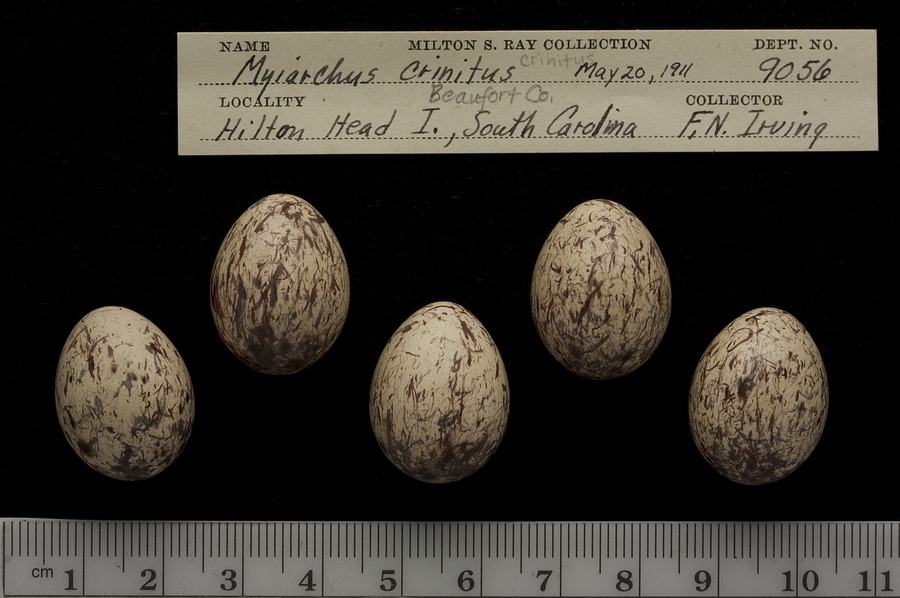 NAME MILTON S. RAY COLLECTION DEPT. NO.
Myiarchus crinitus crinitus May 20, 1911 9056
LOCALITY Beaufort Co. COLLECTOR
Hilton Head I., South Carolina F.N. Irving
cm 1 2 3 4 5 6 7 8 9 10 11